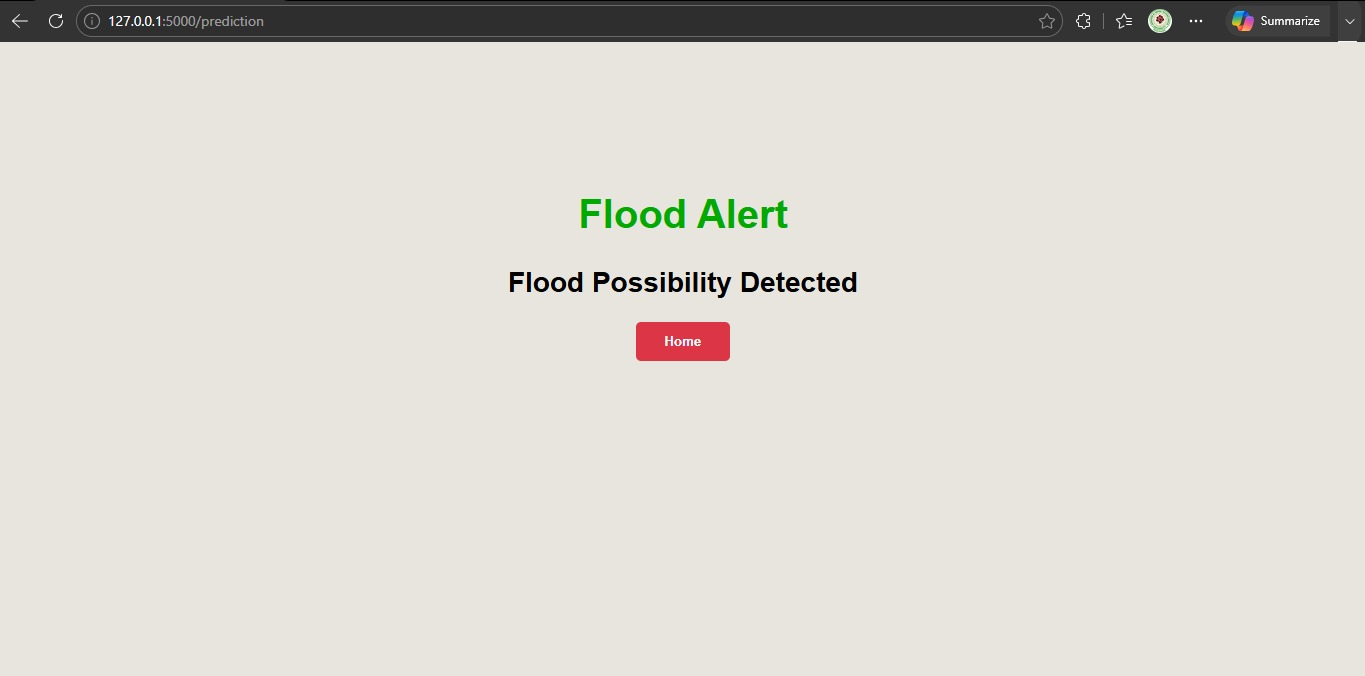 127.0.0.1:5000/prediction
Summarize
Flood Alert
Flood Possibility Detected
Home